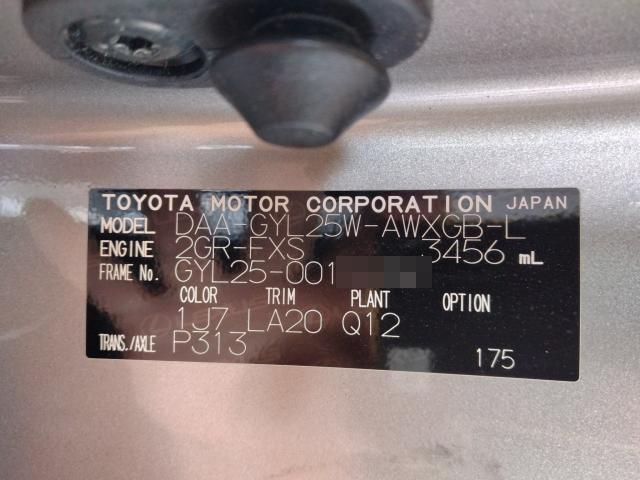 TOYOTA MOTOR CORPORATION JAPAN
MODEL DAA-GYL25W-AWXGB-L
ENGINE 2GR-FXS 3456 mL
FRAME No. GYL25-001
COLOR TRIM PLANT OPTION
1J7 LA20 Q12
TRANS./AXLE P313
175